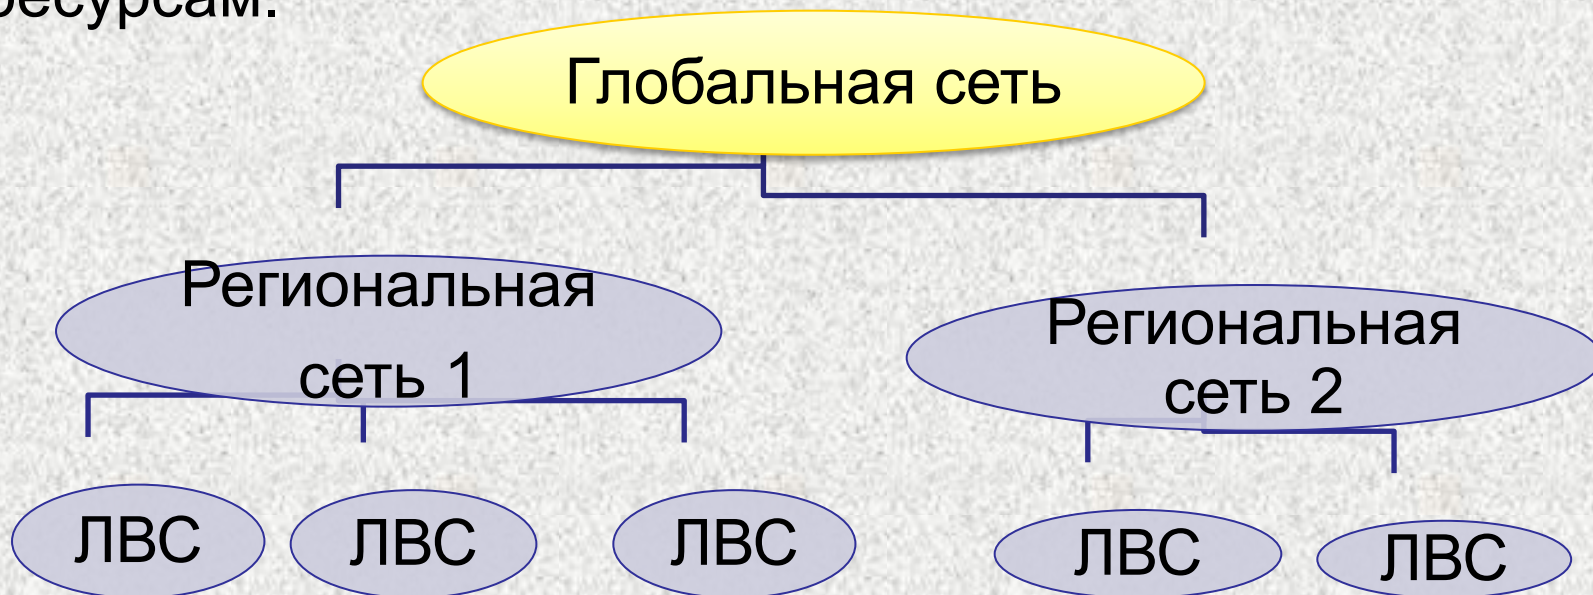 ресурсам.
Глобальная сеть
Региональная
сеть 1
Региональная
сеть 2
ЛВС
ЛВС
ЛВС
ЛВС
ЛВС